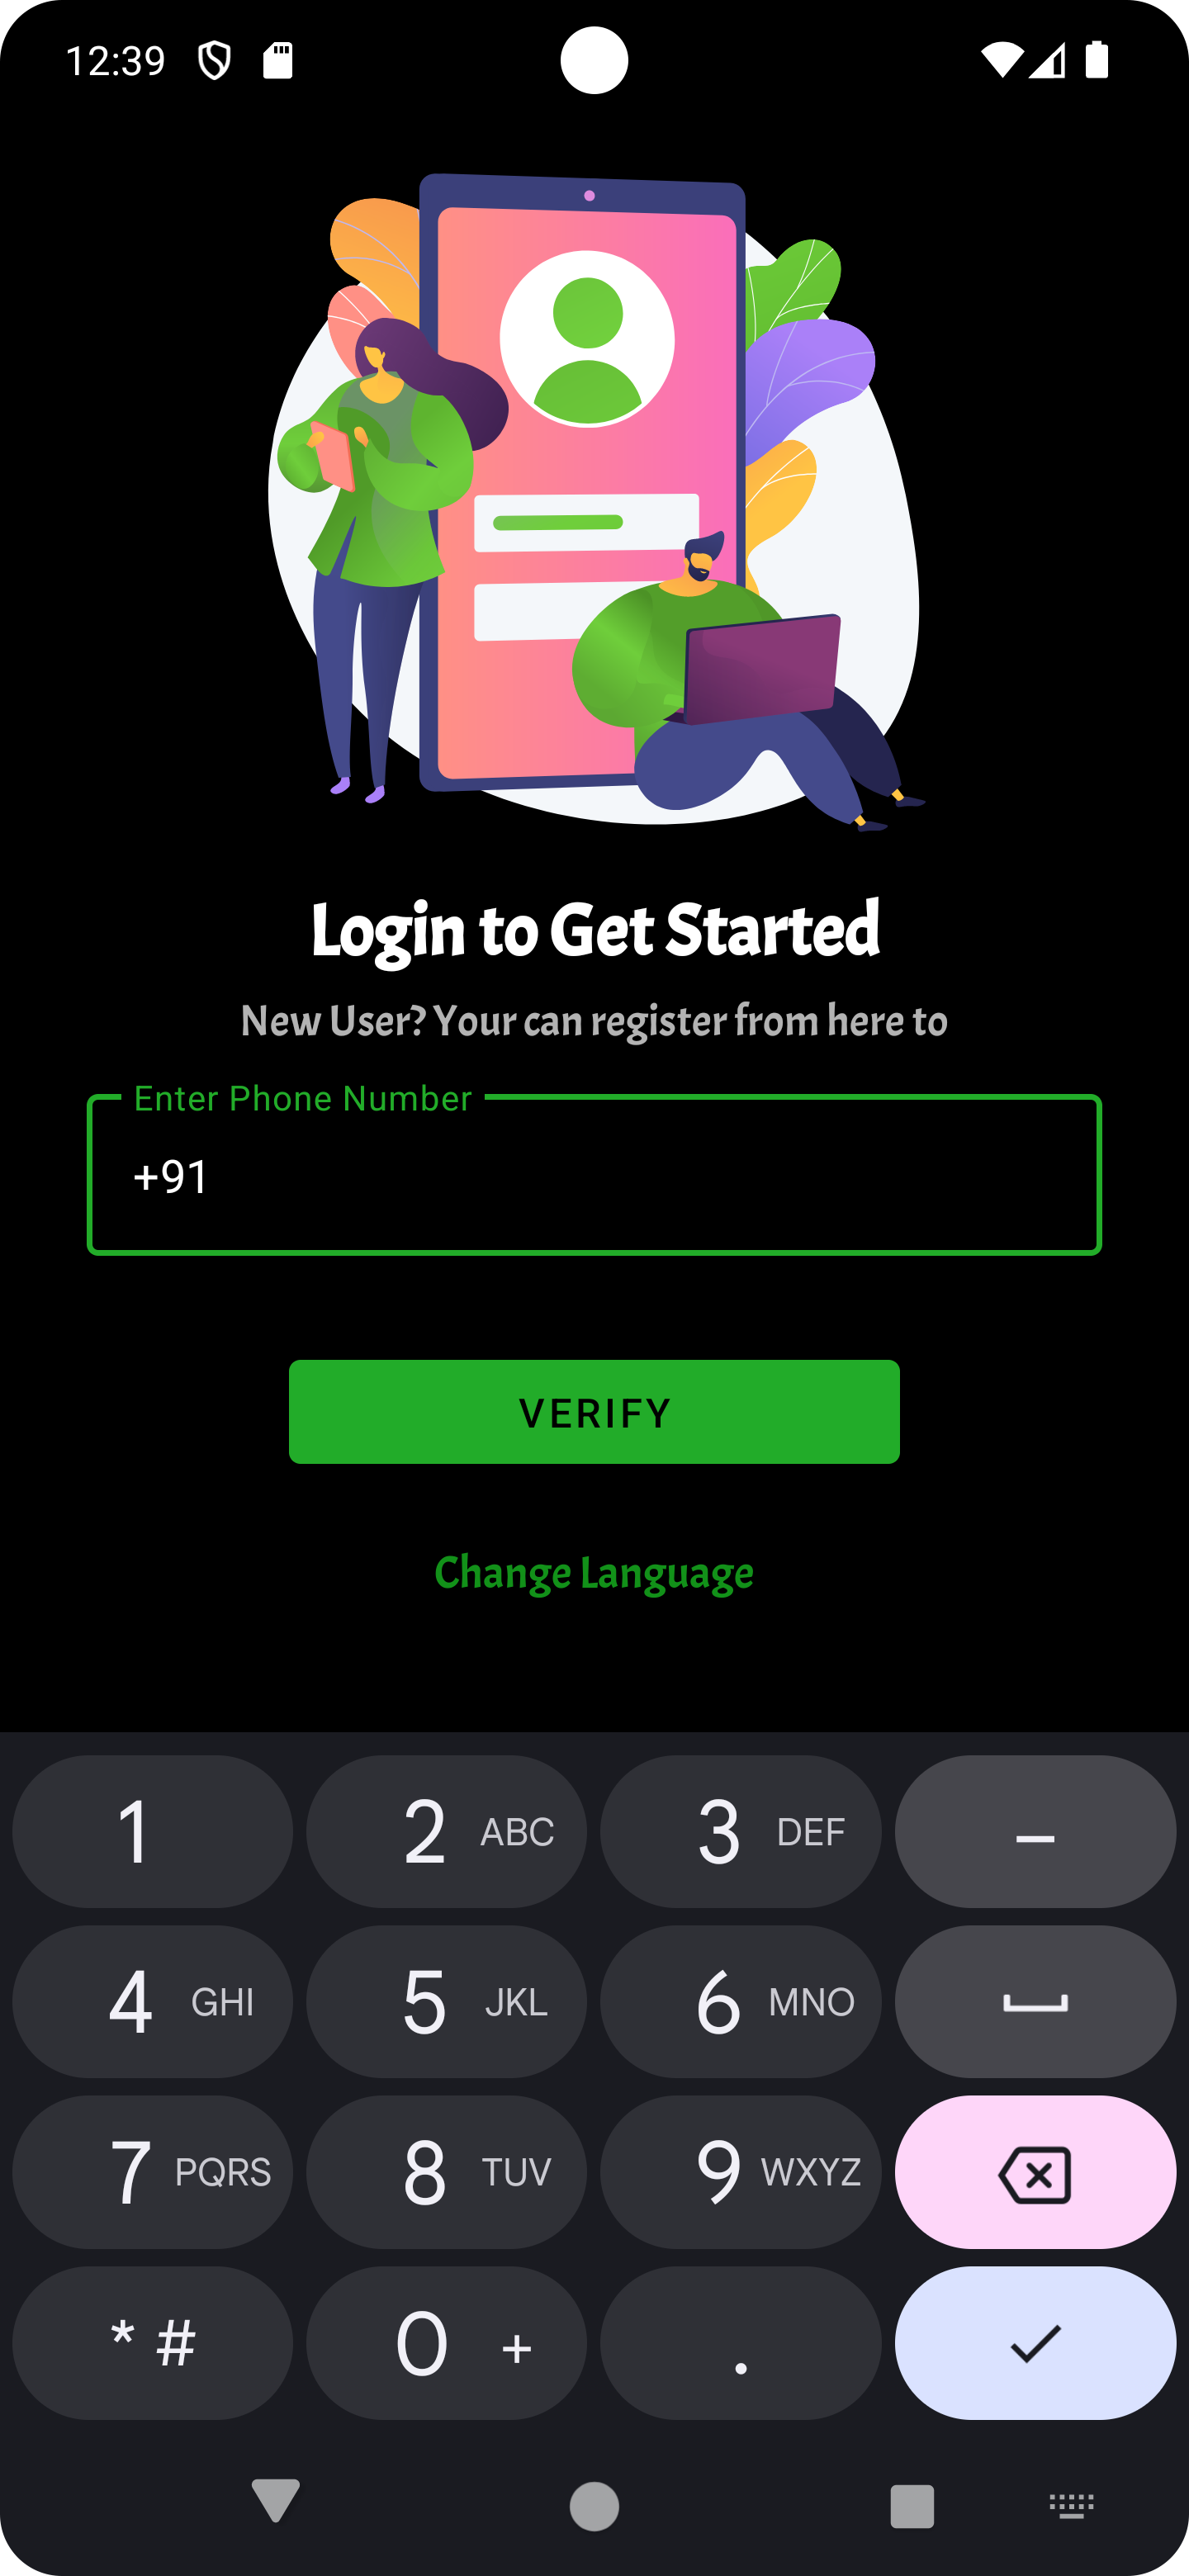 12:39
Login to Get Started
New User? Your can register from here to
Enter Phone Number
+91
VERIFY
Change Language
1
2 ABC
3 DEF
–
4 GHI
5 JKL
6 MNO
7 PQRS
8 TUV
9 WXYZ
* #
0 +
.